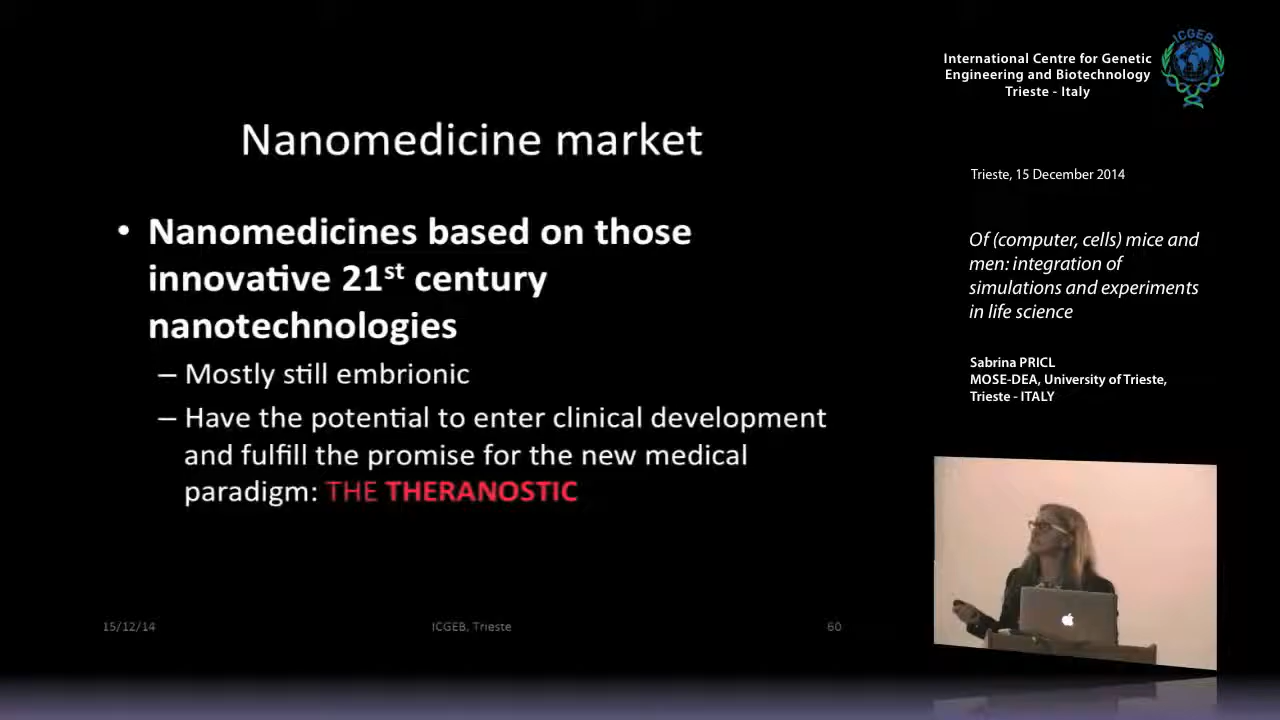 ICGEB
International Centre for Genetic
Engineering and Biotechnology
Trieste - Italy
Nanomedicine market
Trieste, 15 December 2014
• Nanomedicines based on those
innovative 21st century
nanotechnologies
– Mostly still embrionic
– Have the potential to enter clinical development
and fulfill the promise for the new medical
paradigm: THE THERANOSTIC
Of (computer, cells) mice and
men: integration of
simulations and experiments
in life science
Sabrina PRICL
MOSE-DEA, University of Trieste,
Trieste - ITALY
15/12/14
ICGEB, Trieste
60